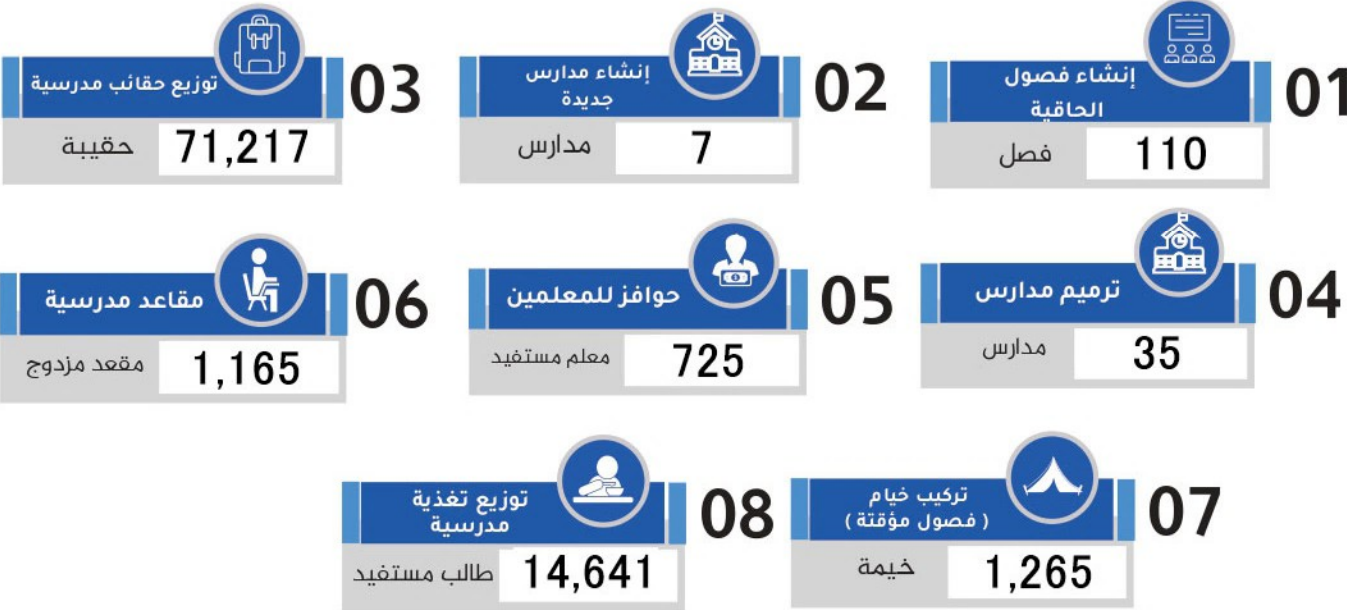 01
إنشاء فصول
الحاقية
110 فصل
02
إنشاء مدارس
جديدة
7 مدارس
03
توزيع حقائب مدرسية
71,217 حقيبة
04
ترميم مدارس
35 مدارس
05
حوافز للمعلمين
725 معلم مستفيد
06
مقاعد مدرسية
1,165 مقعد مزدوج
07
تركيب خيام
( فصول مؤقتة )
1,265 خيمة
08
توزيع تغذية
مدرسية
14,641 طالب مستفيد